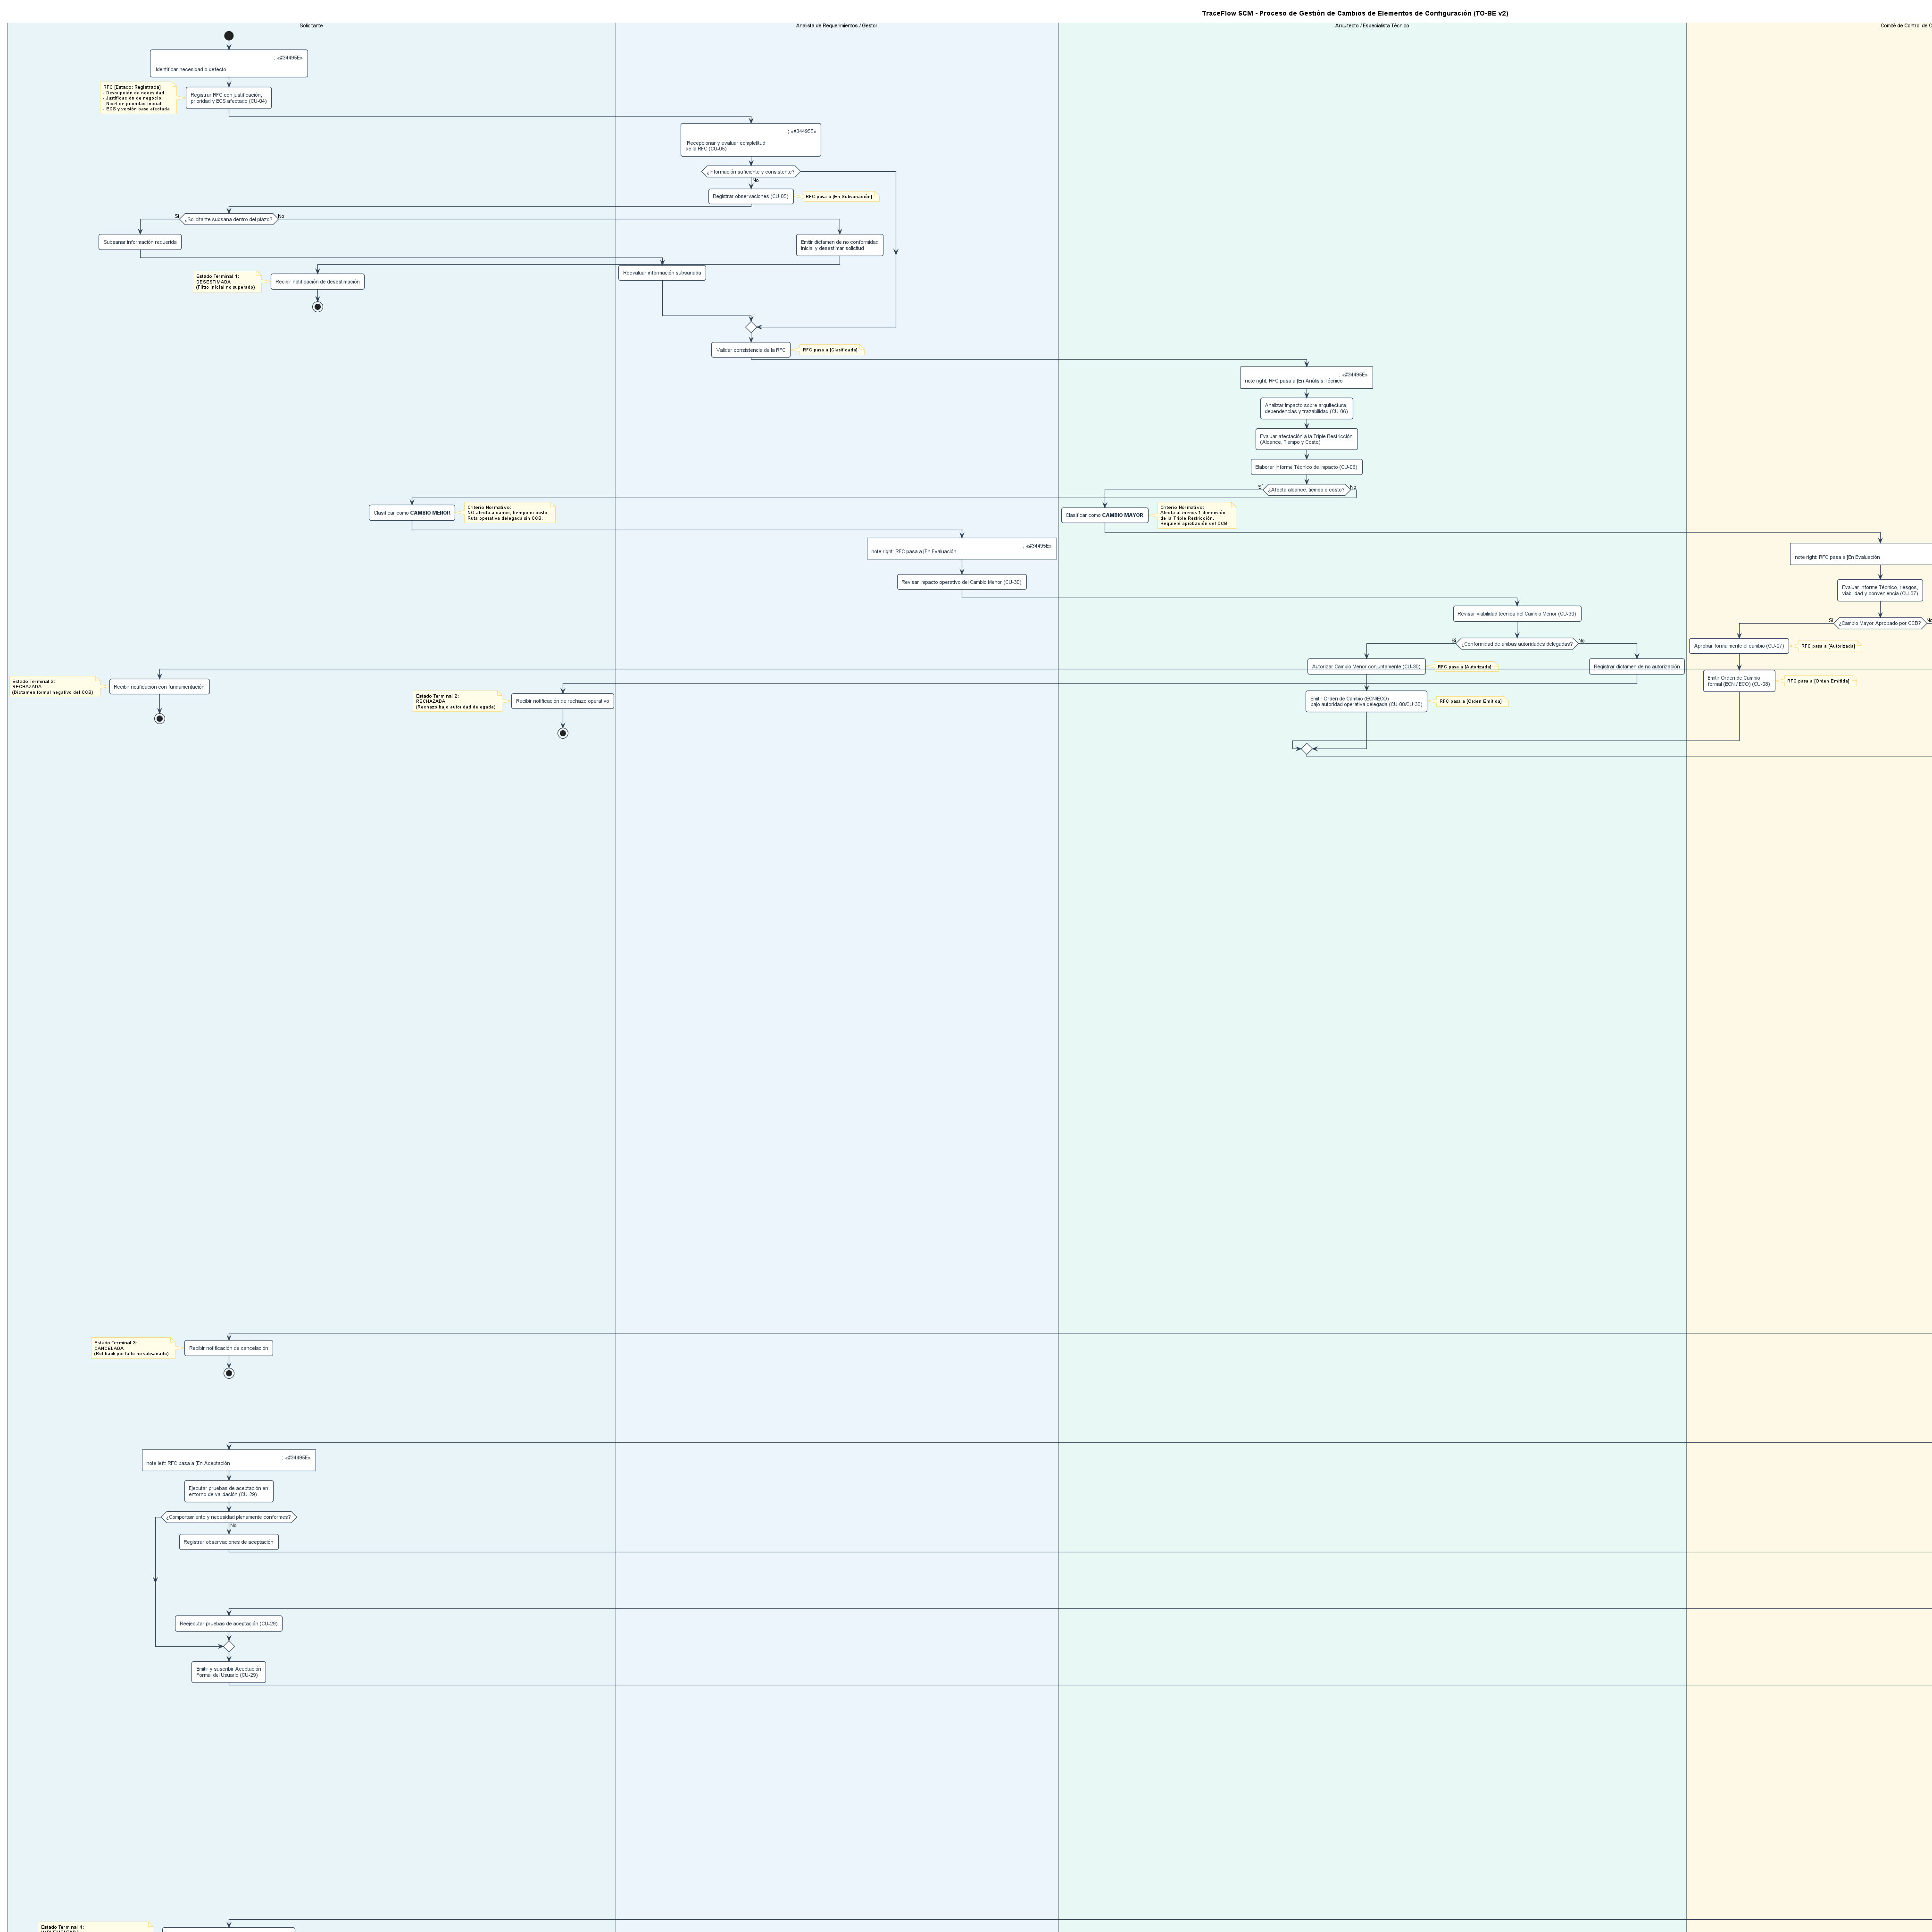 TraceFlow SCM - Proceso de Gestión de Cambios de Elementos de Configuración (TO-BE v2)
Solicitante
Analista de Requerimientos / Gestor
Arquitecto / Especialista Técnico
Comité de Control de C
; «#34495E»
:Identificar necesidad o defecto
RFC [Estado: Registrada]
- Descripción de necesidad
- Justificación de negocio
- Nivel de prioridad inicial
- ECS y versión base afectada
Registrar RFC con justificación,
prioridad y ECS afectado (CU-04)
; «#34495E»
:Recepcionar y evaluar completitud
de la RFC (CU-05)
¿Información suficiente y consistente?
No
Registrar observaciones (CU-05)
RFC pasa a [En Subsanación]
Sí
¿Solicitante subsana dentro del plazo?
No
Subsanar información requerida
Emitir dictamen de no conformidad
inicial y desestimar solicitud
Estado Terminal 1:
DESESTIMADA
(Filtro inicial no superado)
Recibir notificación de desestimación
Reevaluar información subsanada
Validar consistencia de la RFC
RFC pasa a [Clasificada]
; «#34495E»
note right: RFC pasa a [En Análisis Técnico
Analizar impacto sobre arquitectura,
dependencias y trazabilidad (CU-06)
Evaluar afectación a la Triple Restricción
(Alcance, Tiempo y Costo)
Elaborar Informe Técnico de Impacto (CU-06)
Sí
¿Afecta alcance, tiempo o costo?
No
Clasificar como CAMBIO MENOR
Criterio Normativo:
NO afecta alcance, tiempo ni costo.
Ruta operativa delegada sin CCB.
Clasificar como CAMBIO MAYOR
Criterio Normativo:
Afecta al menos 1 dimensión
de la Triple Restricción.
Requiere aprobación del CCB.
; «#34495E»
note right: RFC pasa a [En Evaluación
note right: RFC pasa a [En Evaluación
Revisar impacto operativo del Cambio Menor (CU-30)
Evaluar Informe Técnico, riesgos,
viabilidad y conveniencia (CU-07)
Revisar viabilidad técnica del Cambio Menor (CU-30)
Sí
¿Cambio Mayor Aprobado por CCB?
No
Sí
¿Conformidad de ambas autoridades delegadas?
No
Aprobar formalmente el cambio (CU-07)
RFC pasa a [Autorizada]
Autorizar Cambio Menor conjuntamente (CU-30)
RFC pasa a [Autorizada]
Registrar dictamen de no autorización
Estado Terminal 2:
RECHAZADA
(Dictamen formal negativo del CCB)
Recibir notificación con fundamentación
Emitir Orden de Cambio
formal (ECN / ECO) (CU-08)
RFC pasa a [Orden Emitida]
Estado Terminal 2:
RECHAZADA
(Rechazo bajo autoridad delegada)
Recibir notificación de rechazo operativo
Emitir Orden de Cambio (ECN/ECO)
bajo autoridad operativa delegada (CU-08/CU-30)
RFC pasa a [Orden Emitida]
Estado Terminal 3:
CANCELADA
(Rollback por fallo no subsanado)
Recibir notificación de cancelación
; «#34495E»
note left: RFC pasa a [En Aceptación
Ejecutar pruebas de aceptación en
entorno de validación (CU-29)
¿Comportamiento y necesidad plenamente conformes?
No
Registrar observaciones de aceptación
Reejecutar pruebas de aceptación (CU-29)
Emitir y suscribir Aceptación
Formal del Usuario (CU-29)
Estado Terminal 4: